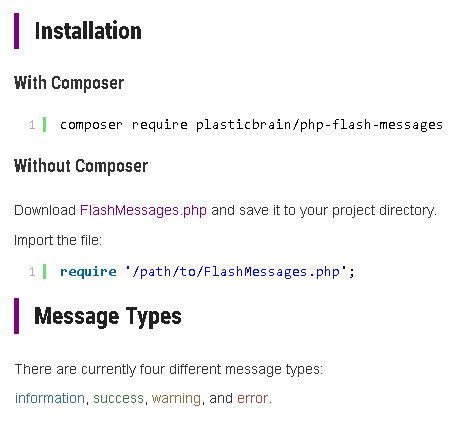 Installation
With Composer
1 composer require plasticbrain/php-flash-messages
Without Composer
Download FlashMessages.php and save it to your project directory.
Import the file:
1 require '/path/to/FlashMessages.php';
Message Types
There are currently four different message types:
information, success, warning, and error.